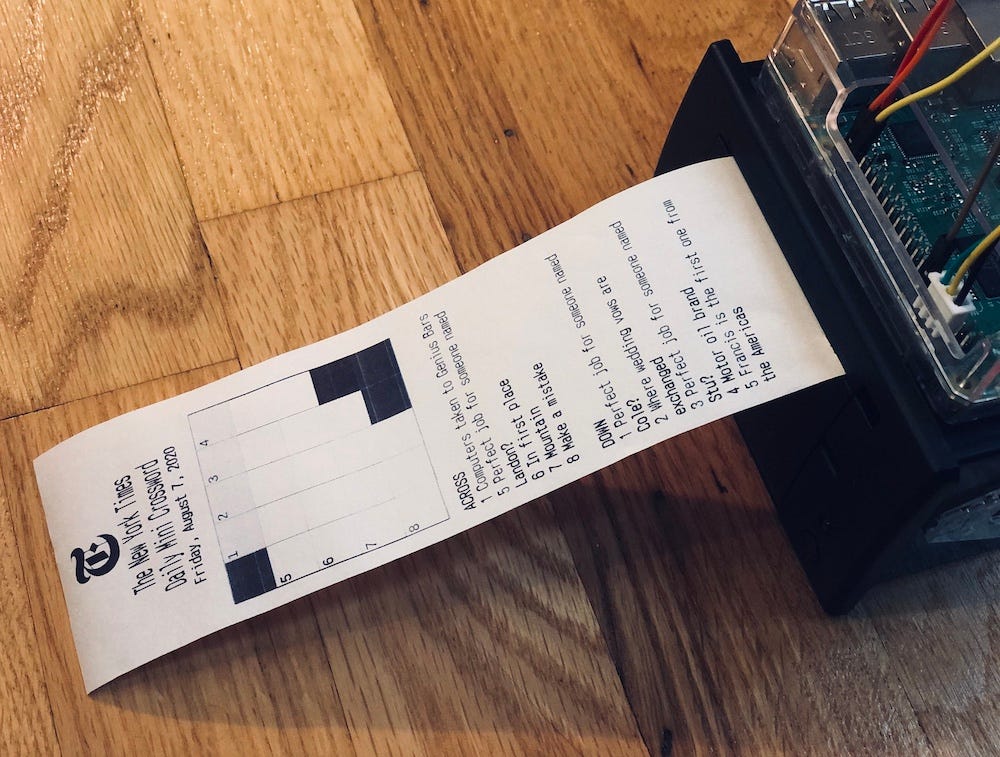 T
The New York Times
Daily Mini Crossword
Friday, August 7, 2020
1 2 3 4
5
6
7
8
ACROSS
1 Computers taken to Genius Bars
5 Perfect job for someone named
Landon?
6 In first place
7 Mountain
8 Make a mistake
DOWN
1 Perfect job for someone named
Cole?
2 Where wedding vows are
exchanged
3 Perfect job for someone named
Stu?
4 Motor oil brand
5 Francis is the first one from
the Americas